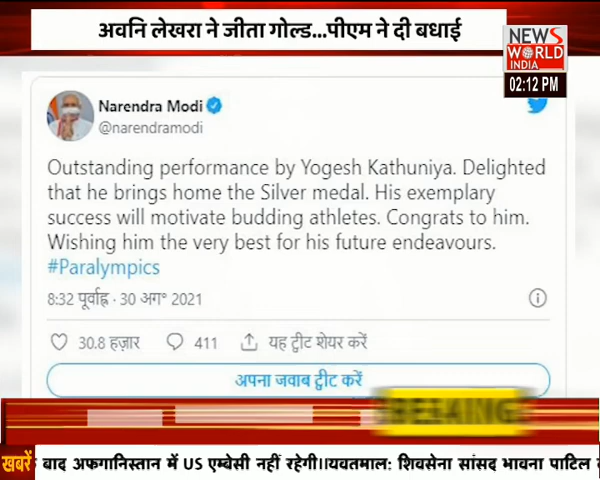 अवनि लेखरा ने जीता गोल्ड...पीएम ने दी बधाई
NEWS
WORLD
INDIA
02:12 PM
Narendra Modi
@narendramodi
Outstanding performance by Yogesh Kathuniya. Delighted
that he brings home the Silver medal. His exemplary
success will motivate budding athletes. Congrats to him.
Wishing him the very best for his future endeavours.
#Paralympics
8:32 पूर्वाह्न · 30 अग॰ 2021
30.8 हज़ार 411 यह ट्वीट शेयर करें
अपना जवाब ट्वीट करें
BREAKING
खबरें बाद अफगानिस्तान में US एम्बेसी नहीं रहेगी।।यवतमाल: शिवसेना सांसद भावना पाटिल